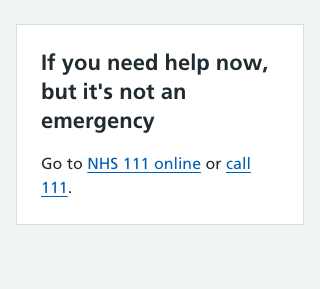 If you need help now,
but it's not an
emergency
Go to NHS 111 online or call
111.